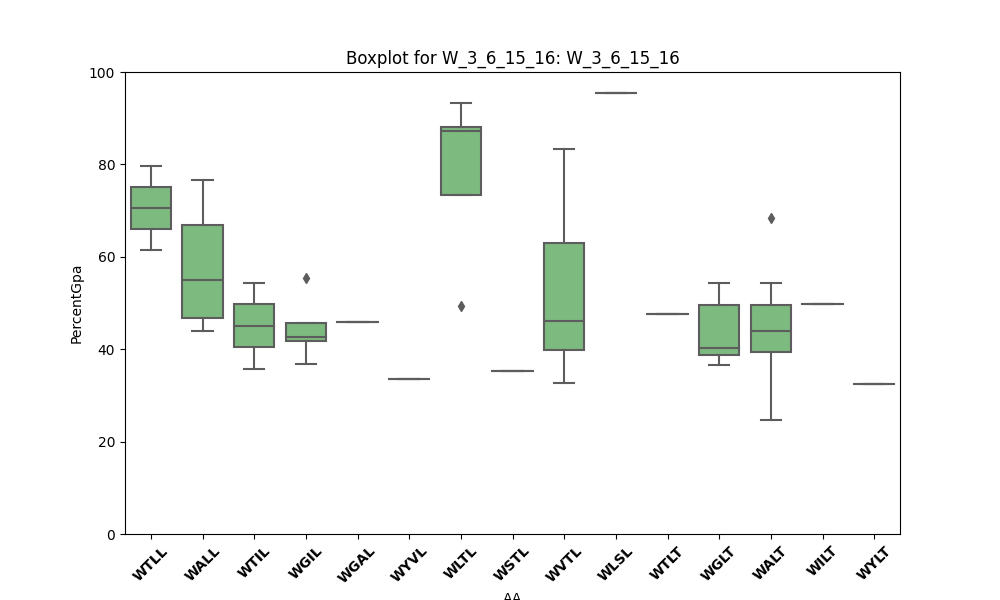 Boxplot for W_3_6_15_16: W_3_6_15_16
100
80
60
40
20
0
PercentGpa
WTLL
WALL
WTIL
WGIL
WGAL
WYVL
WLTL
WSTL
WVTL
WLSL
WTLT
WGLT
WALT
WILT
WYLT
AA